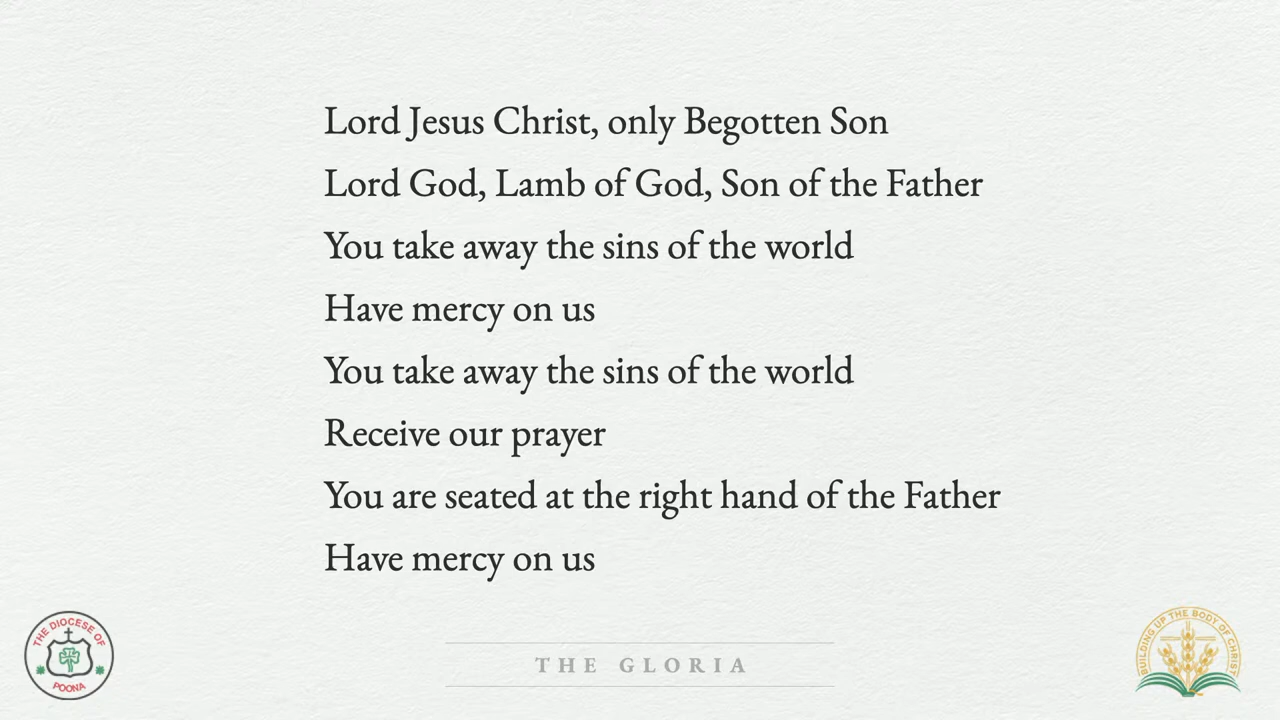 Lord Jesus Christ, only Begotten Son
Lord God, Lamb of God, Son of the Father
You take away the sins of the world
Have mercy on us
You take away the sins of the world
Receive our prayer
You are seated at the right hand of the Father
Have mercy on us
THE DIOCESE OF
POONA
THE GLORIA
BUILDING UP THE BODY OF CHRIST